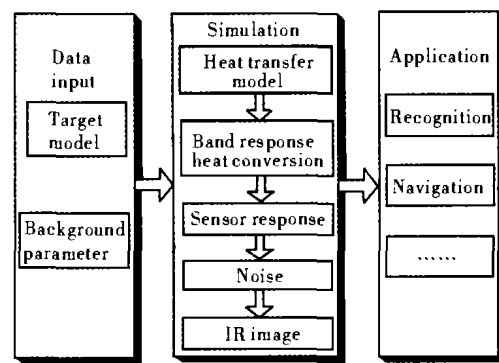 Data
input
Target
model
Background
parameter
Simulation
Heat transfer
model
Band response
heat conversion
Sensor response
Noise
IR image
Application
Recognition
Navigation
……